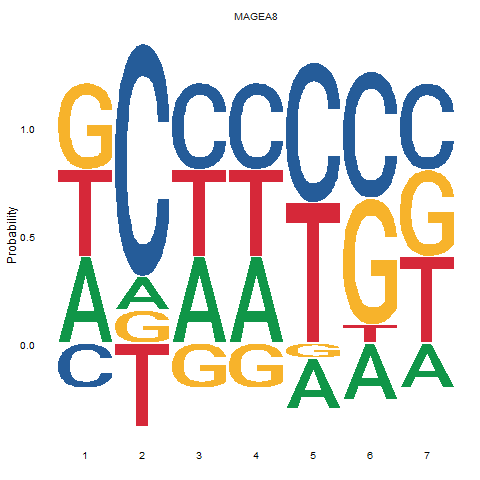 MAGEA8
Probability
1.0
0.5
0.0
G C C C C C C
T A T T T G G
A G A A G T T
C T G G A A A
1 2 3 4 5 6 7